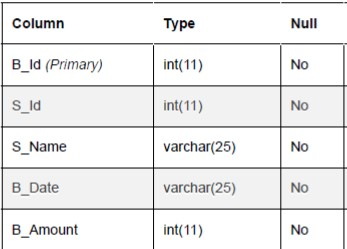 Column Type Null
B_Id (Primary) int(11) No
S_Id int(11) No
S_Name varchar(25) No
B_Date varchar(25) No
B_Amount int(11) No